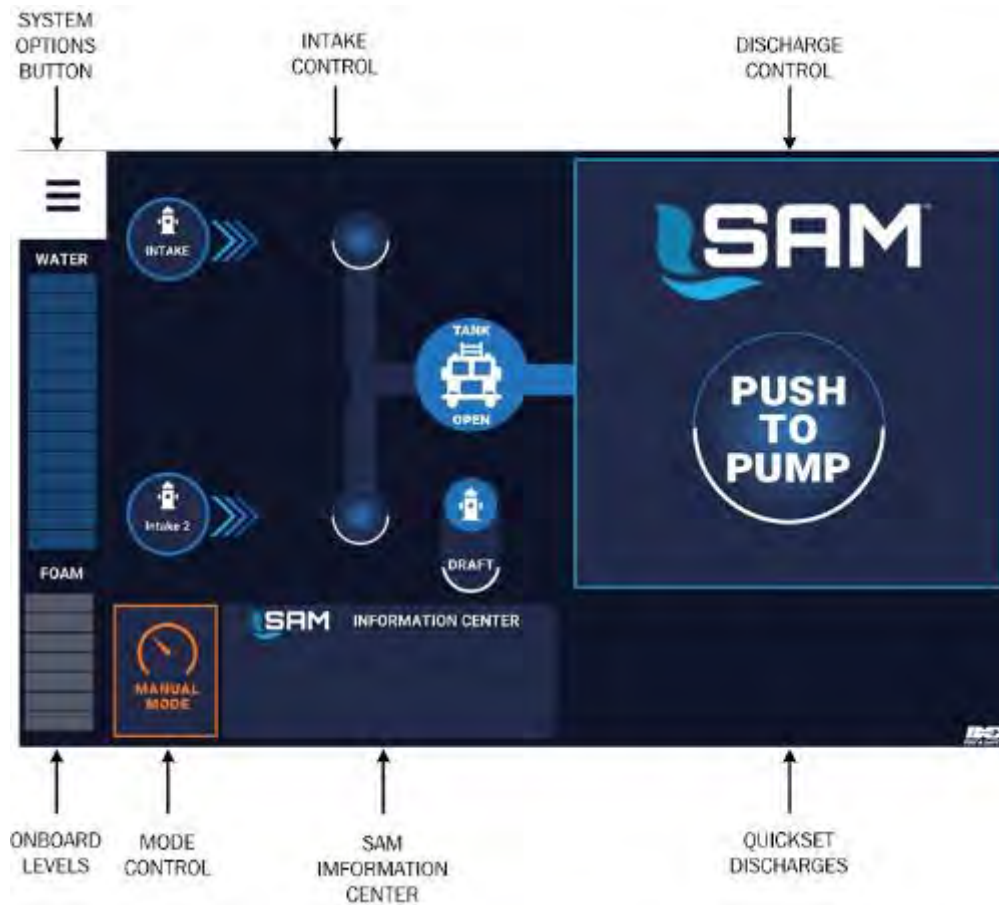 SYSTEM
OPTIONS
BUTTON
INTAKE
CONTROL
DISCHARGE
CONTROL
WATER
INTAKE
SAM
TANK
OPEN
PUSH
TO
PUMP
Intake 2
DRAFT
FOAM
MANUAL
MODE
SAM INFORMATION CENTER
ONBOARD
LEVELS
MODE
CONTROL
SAM
IMFORMATION
CENTER
QUICKSET
DISCHARGES